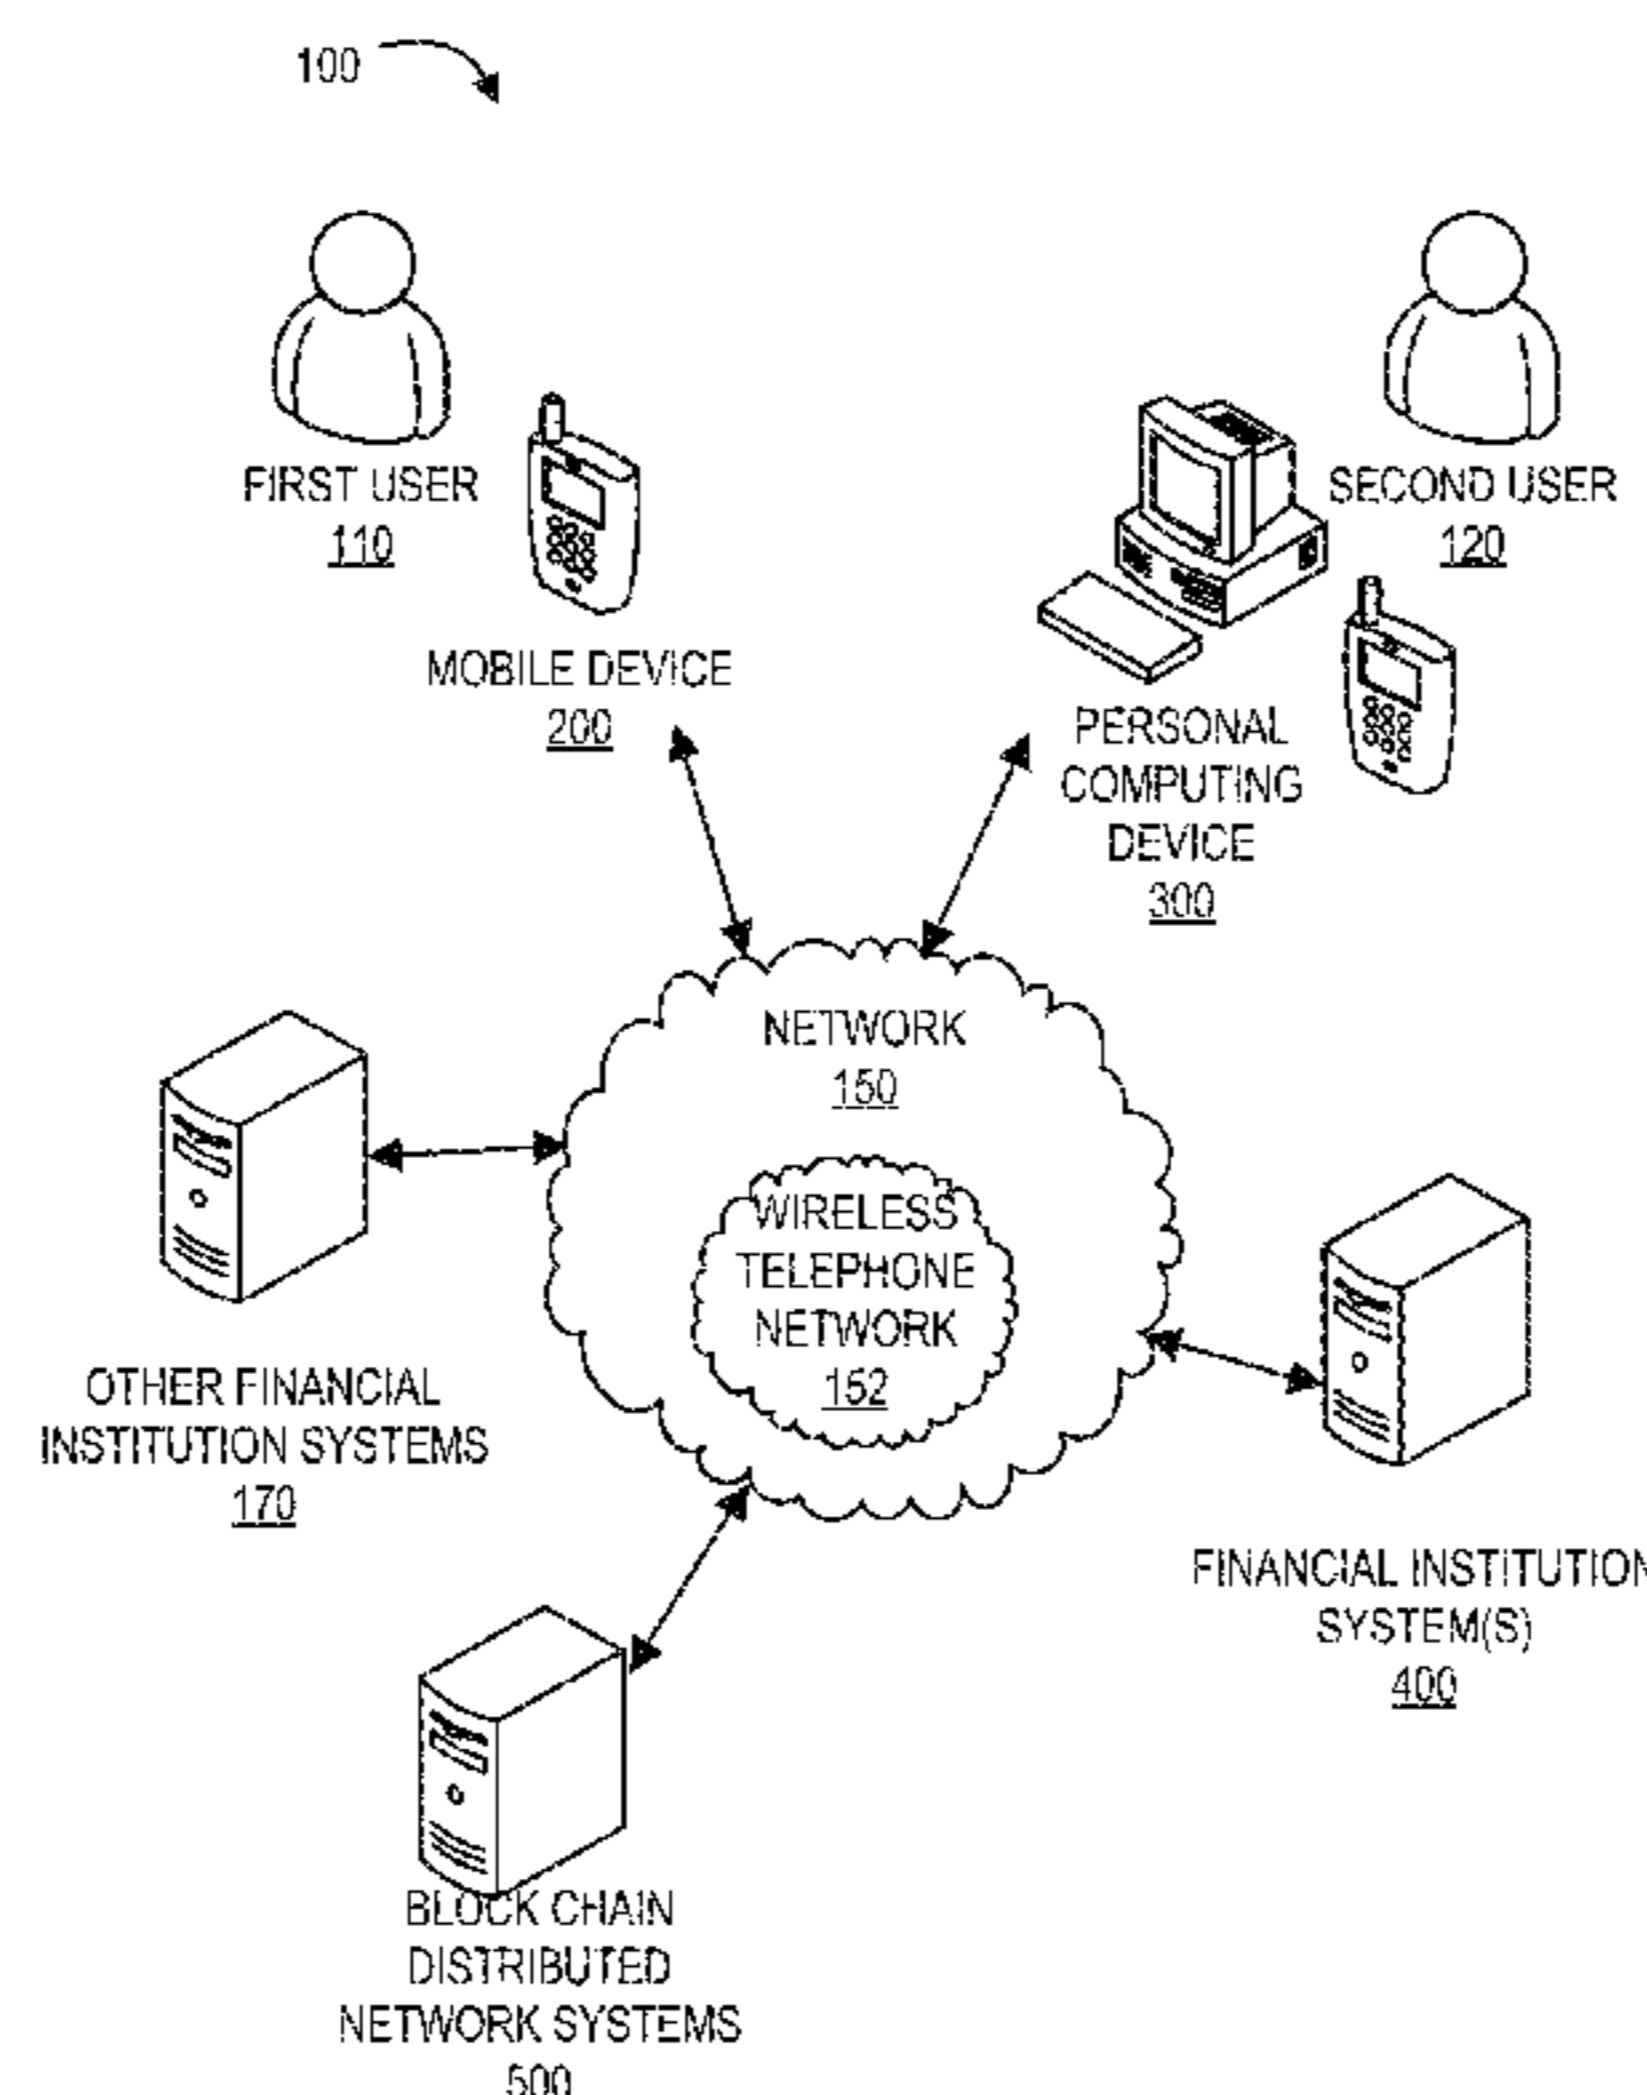 100
FIRST USER
110
SECOND USER
120
MOBILE DEVICE
200
PERSONAL
COMPUTING
DEVICE
300
NETWORK
150
WIRELESS
TELEPHONE
NETWORK
152
OTHER FINANCIAL
INSTITUTION SYSTEMS
170
FINANCIAL INSTITUTION
SYSTEM(S)
400
BLOCK CHAIN
DISTRIBUTED
NETWORK SYSTEMS
500